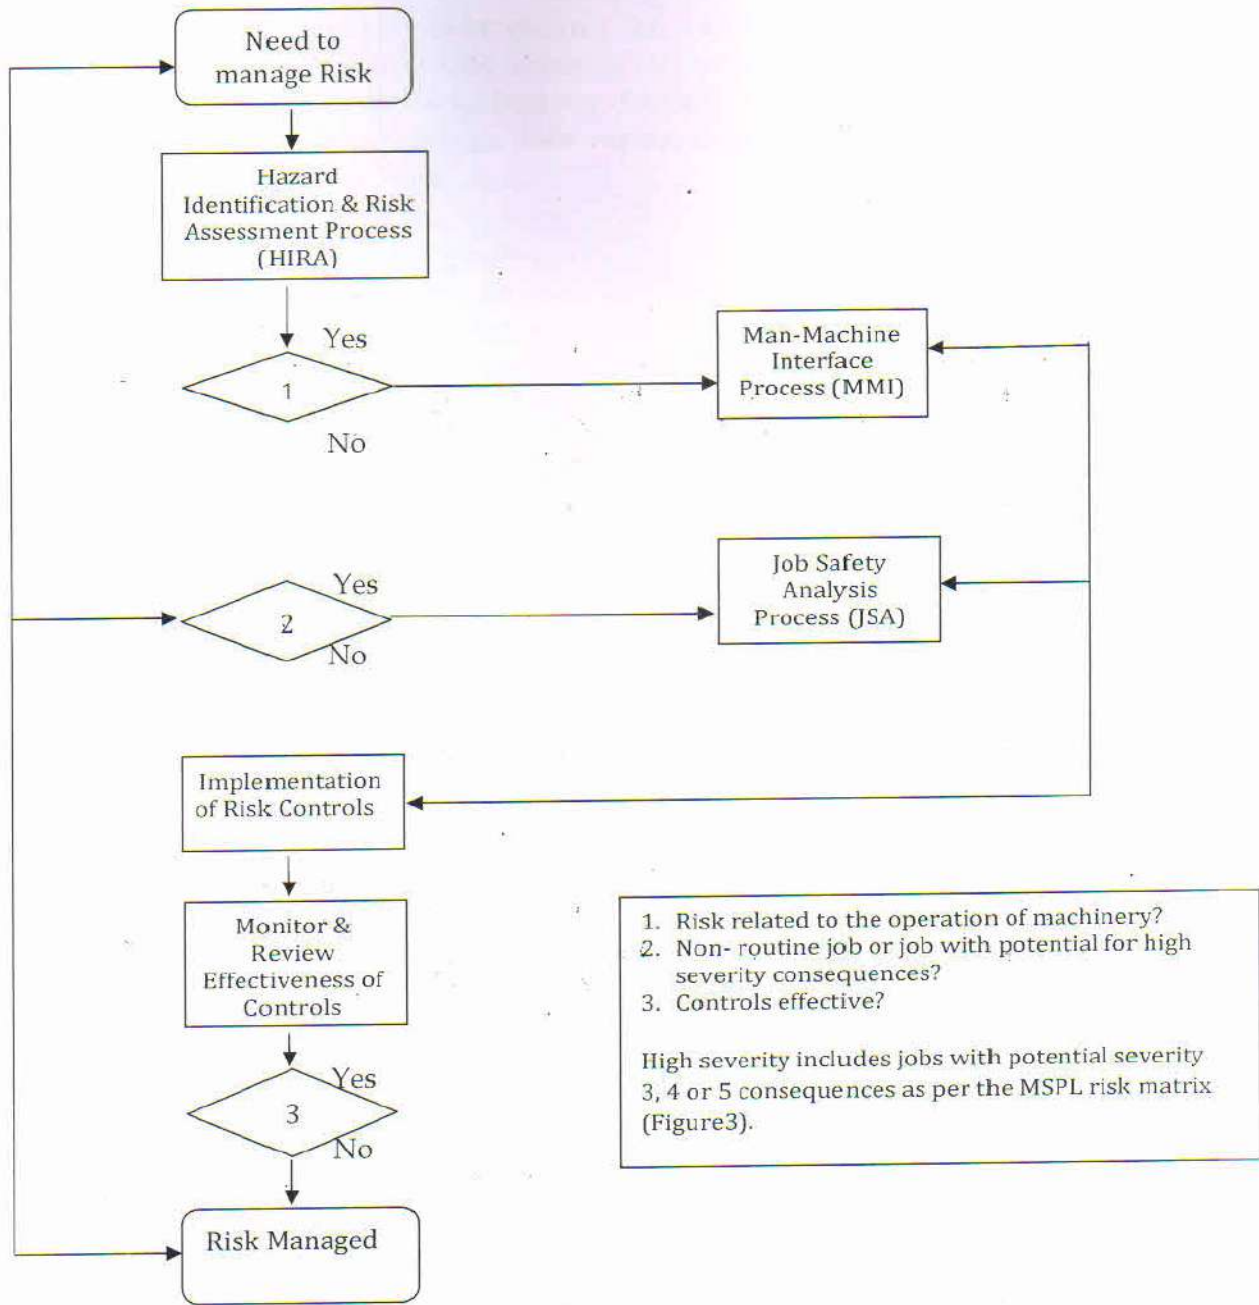 Need to
manage Risk
Hazard
Identification & Risk
Assessment Process
(HIRA)
Yes
1
No
Man-Machine
Interface
Process (MMI)
Yes
2
No
Job Safety
Analysis
Process (JSA)
Implementation
of Risk Controls
Monitor &
Review
Effectiveness of
Controls
Yes
3
No
Risk Managed
1. Risk related to the operation of machinery?
2. Non- routine job or job with potential for high
severity consequences?
3. Controls effective?
High severity includes jobs with potential severity
3, 4 or 5 consequences as per the MSPL risk matrix
(Figure3).